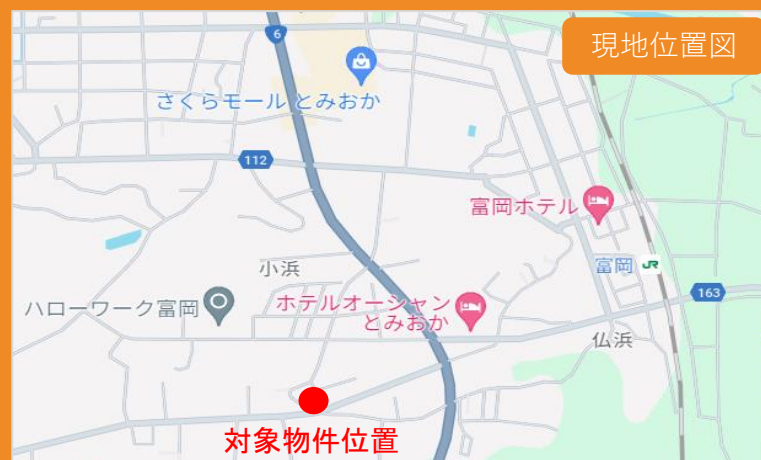 現地位置図
6
さくらモール とみおか
112
富岡ホテル
富岡 JR
163
小浜
ハローワーク富岡
ホテルオーシャン
とみおか
仏浜
対象物件位置